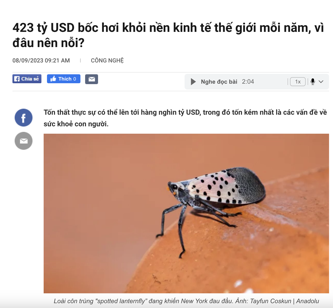 423 tỷ USD bốc hơi khỏi nền kinh tế thế giới mỗi năm, vì
đâu nên nỗi?
08/09/2023 09:21 AM | CÔNG NGHỆ
Chia sẻ Thích 0
Nghe đọc bài 2:04 1x
Tổn thất thực sự có thể lên tới hàng nghìn tỷ USD, trong đó tốn kém nhất là các vấn đề về
sức khoẻ con người.
Loài côn trùng "spotted lanternfly" đang khiến New York đau đầu. Ảnh: Tayfun Coskun | Anadolu